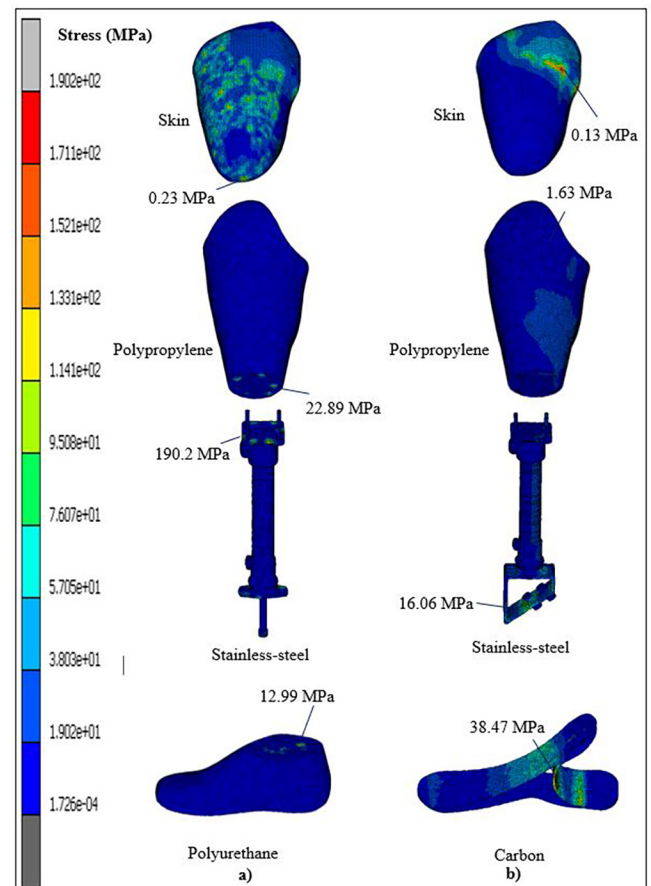 Stress (MPa)
1.902e+02
1.711e+02
1.521e+02
1.331e+02
1.141e+02
9.508e+01
7.607e+01
5.705e+01
3.803e+01
1.902e+01
1.726e-04
Skin
0.23 MPa
Polypropylene
22.89 MPa
190.2 MPa
Stainless-steel
12.99 MPa
Polyurethane
a)
Skin
0.13 MPa
1.63 MPa
Polypropylene
16.06 MPa
Stainless-steel
38.47 MPa
Carbon
b)